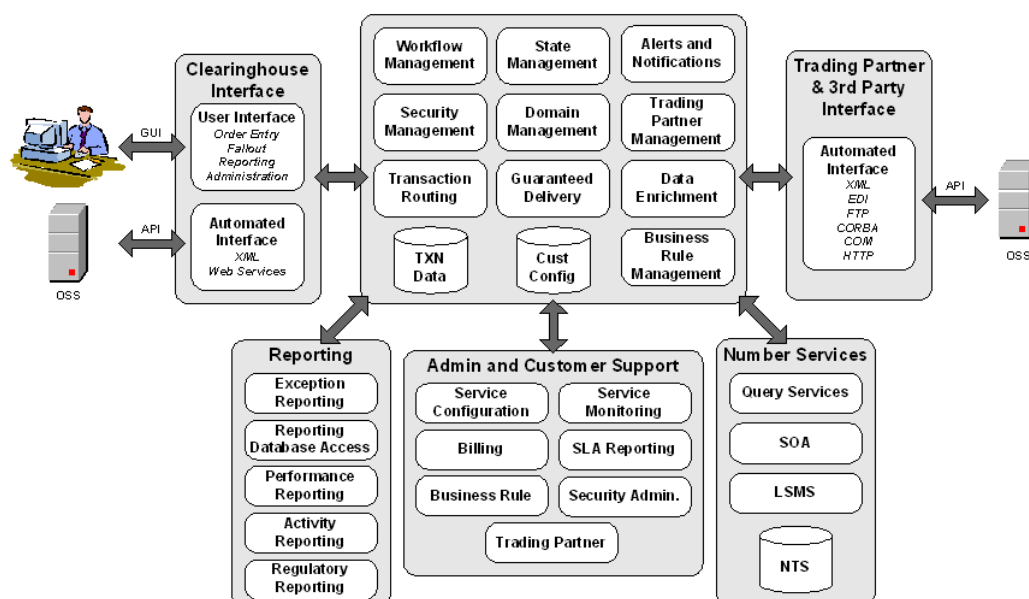 Clearinghouse
Interface
GUI
User Interface
Order Entry
Fallout
Reporting
Administration
API
OSS
Automated
Interface
XML
Web Services
Workflow
Management
State
Management
Alerts and
Notifications
Security
Management
Domain
Management
Trading
Partner
Management
Transaction
Routing
Guaranteed
Delivery
Data
Enrichment
TXN
Data
Cust
Config
Business
Rule
Management
Trading Partner
& 3rd Party
Interface
Automated
Interface
XML
EDI
FTP
CORBA
COM
HTTP
API
OSS
Reporting
Exception
Reporting
Reporting
Database Access
Performance
Reporting
Activity
Reporting
Regulatory
Reporting
Admin and Customer Support
Service
Configuration
Service
Monitoring
Billing
SLA Reporting
Business Rule
Security Admin.
Trading Partner
Number Services
Query Services
SOA
LSMS
NTS